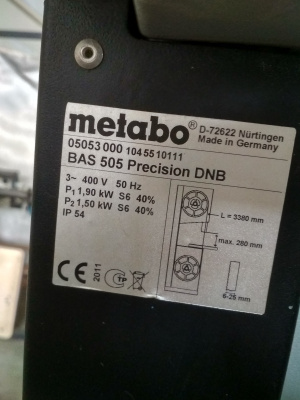 metabo®
D-72622 Nürtingen
Made in Germany
05053 000 1045510111
BAS 505 Precision DNB
3~ 400 V 50 Hz
P1 1,90 kW S6 40%
P2 1,50 kW S6 40%
IP 54
L = 3380 mm
max. 280 mm
6-25 mm
CE
2011